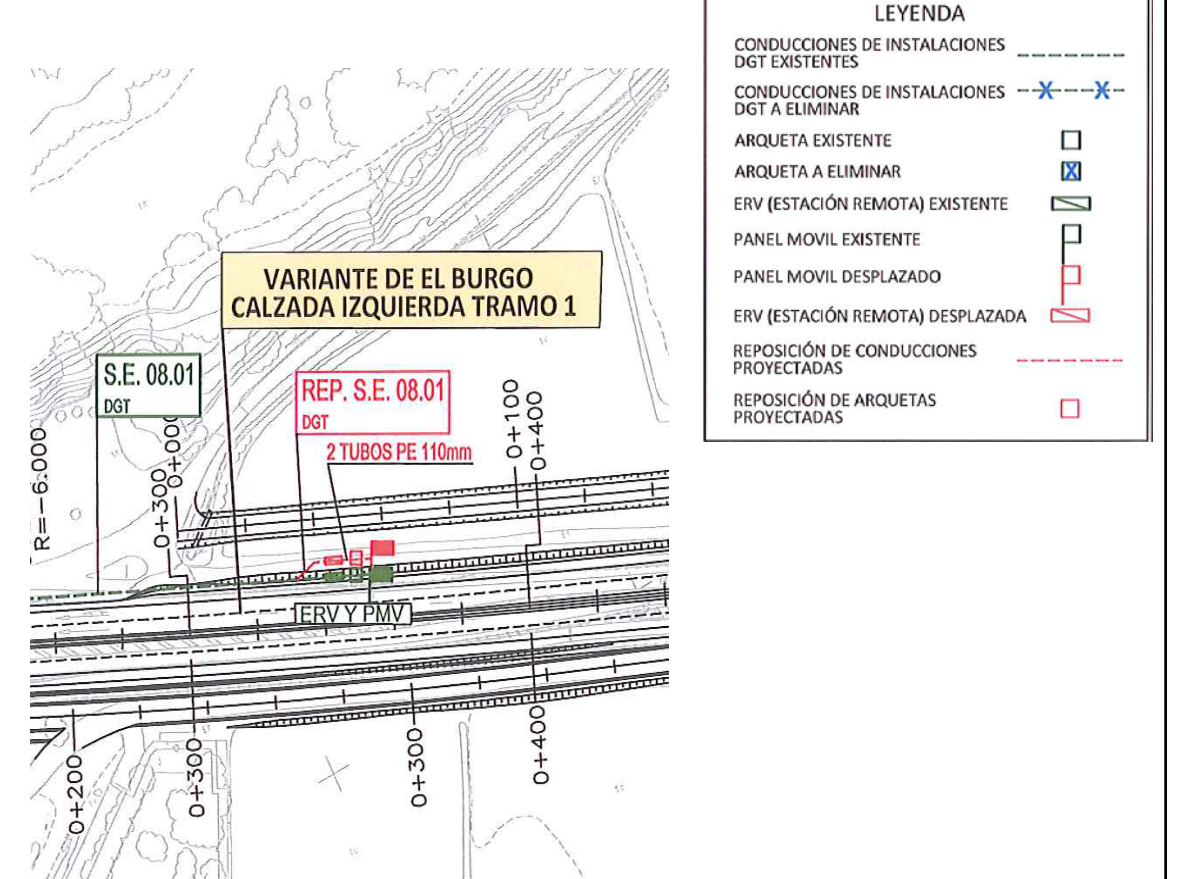 LEYENDA
CONDUCCIONES DE INSTALACIONES
DGT EXISTENTES
CONDUCCIONES DE INSTALACIONES
DGT A ELIMINAR
ARQUETA EXISTENTE
ARQUETA A ELIMINAR
ERV (ESTACIÓN REMOTA) EXISTENTE
PANEL MOVIL EXISTENTE
PANEL MOVIL DESPLAZADO
ERV (ESTACIÓN REMOTA) DESPLAZADA
REPOSICIÓN DE CONDUCCIONES
PROYECTADAS
REPOSICIÓN DE ARQUETAS
PROYECTADAS
VARIANTE DE EL BURGO
CALZADA IZQUIERDA TRAMO 1
S.E. 08.01
DGT
REP. S.E. 08.01
DGT
2 TUBOS PE 110mm
R=-6.000
0+300
0+000
0+100
0+400
ERV Y PMV
0+200
0+300
0+300
0+400